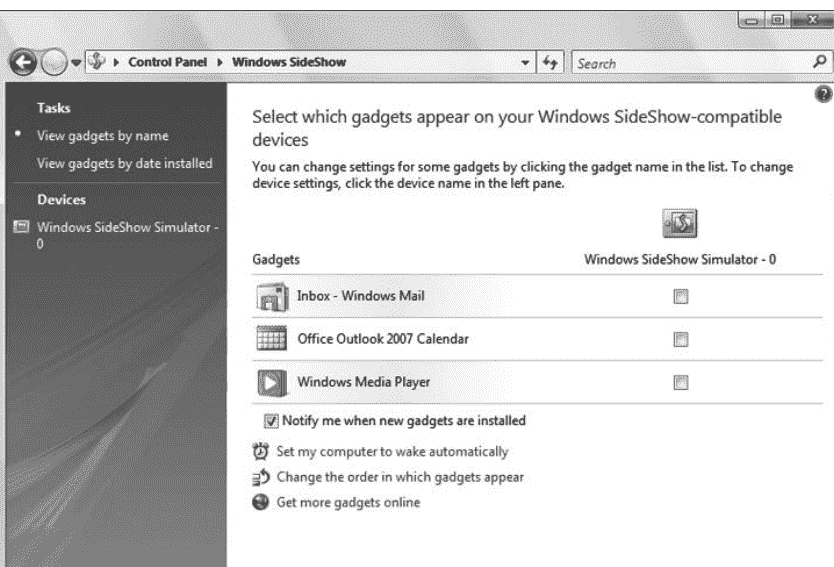 Control Panel ▸ Windows SideShow
Search
Tasks
• View gadgets by name
View gadgets by date installed
Devices
Windows SideShow Simulator -
0
Select which gadgets appear on your Windows SideShow-compatible
devices
You can change settings for some gadgets by clicking the gadget name in the list. To change
device settings, click the device name in the left pane.
Gadgets
Windows SideShow Simulator - 0
Inbox - Windows Mail
Office Outlook 2007 Calendar
Windows Media Player
Notify me when new gadgets are installed
Set my computer to wake automatically
Change the order in which gadgets appear
Get more gadgets online